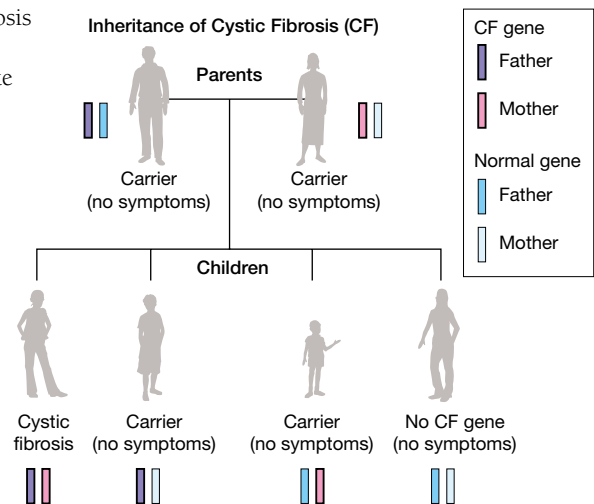 osis
Inheritance of Cystic Fibrosis (CF)
Parents
Carrier
(no symptoms)
Carrier
(no symptoms)
CF gene
Father
Mother
Normal gene
Father
Mother
Children
Cystic
fibrosis
Carrier
(no symptoms)
Carrier
(no symptoms)
No CF gene
(no symptoms)